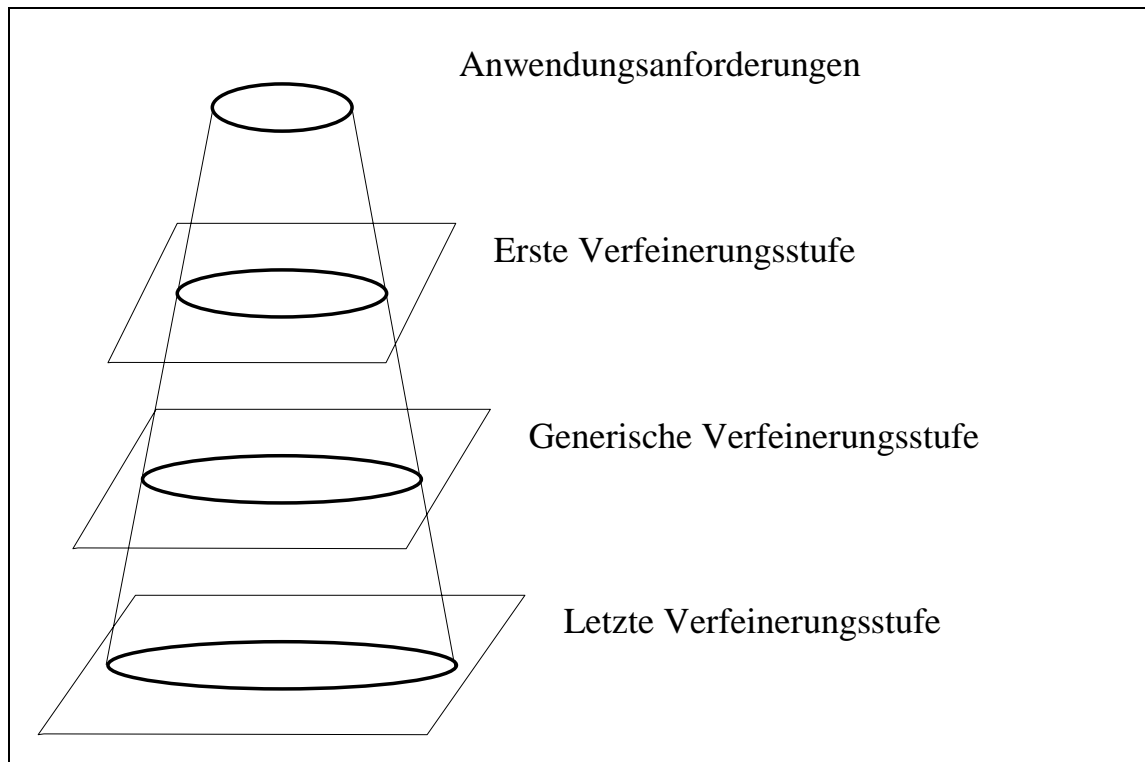 Anwendungsanforderungen
Erste Verfeinerungsstufe
Generische Verfeinerungsstufe
Letzte Verfeinerungsstufe